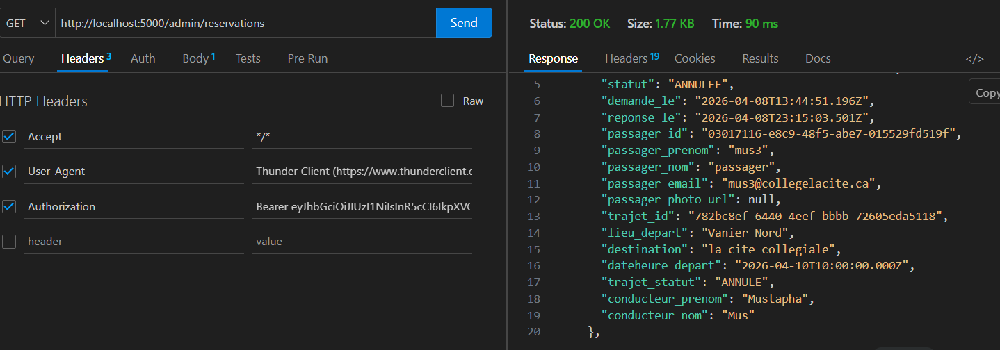 GET http://localhost:5000/admin/reservations Send
Query Headers 3 Auth Body 1 Tests Pre Run
HTTP Headers Raw
Accept */*
User-Agent Thunder Client (https://www.thunderclient.c
Authorization Bearer eyJhbGciOiJIUzI1NiIsInR5cCI6IkpXVC
header value
Status: 200 OK Size: 1.77 KB Time: 90 ms
Response Headers 19 Cookies Results Docs </>
Copy
5 "statut": "ANNULEE",
6 "demande_le": "2026-04-08T13:44:51.196Z",
7 "reponse_le": "2026-04-08T23:15:03.501Z",
8 "passager_id": "03017116-e8c9-48f5-abe7-015529fd519f",
9 "passager_prenom": "mus3",
10 "passager_nom": "passager",
11 "passager_email": "mus3@collegelacite.ca",
12 "passager_photo_url": null,
13 "trajet_id": "782bc8ef-6440-4eef-bbbb-72605eda5118",
14 "lieu_depart": "Vanier Nord",
15 "destination": "la cite collegiale",
16 "dateheure_depart": "2026-04-10T10:00:00.000Z",
17 "trajet_statut": "ANNULE",
18 "conducteur_prenom": "Mustapha",
19 "conducteur_nom": "Mus"
20 },